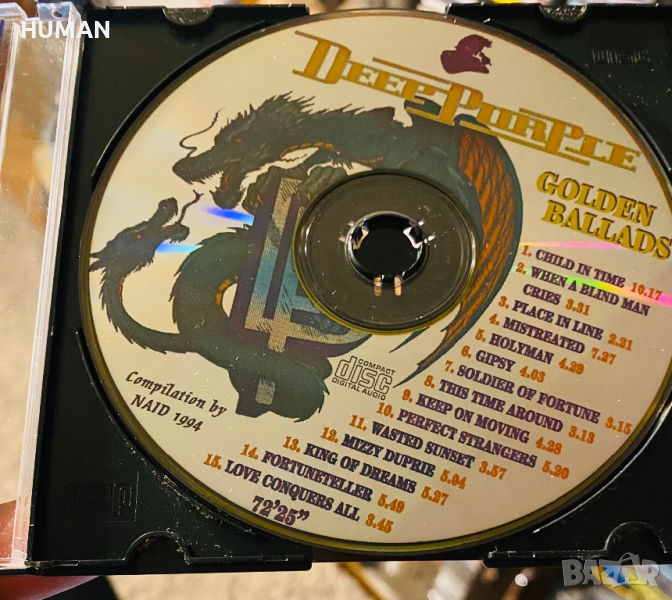 HUMAN
DEEP PURPLE
GOLDEN
BALLADS
1. CHILD IN TIME 10.17
2. WHEN A BLIND MAN
CRIES 3.31
3. PLACE IN LINE 2.21
4. MISTREATED 7.27
5. HOLYMAN 4.29
6. GIPSY 4.03
7. SOLDIER OF FORTUNE 3.15
8. THIS TIME AROUND 3.13
9. KEEP ON MOVING 4.28
10. PERFECT STRANGERS 5.20
11. WASTED SUNSET 3.57
12. MIZZY DUPRIE 5.04
13. KING OF DREAMS 5.27
14. FORTUNETELLER 5.49
15. LOVE CONQUERS ALL 3.45
72'25"
COMPACT
disc
DIGITAL AUDIO
Compilation by
NAID 1994
BAZAR